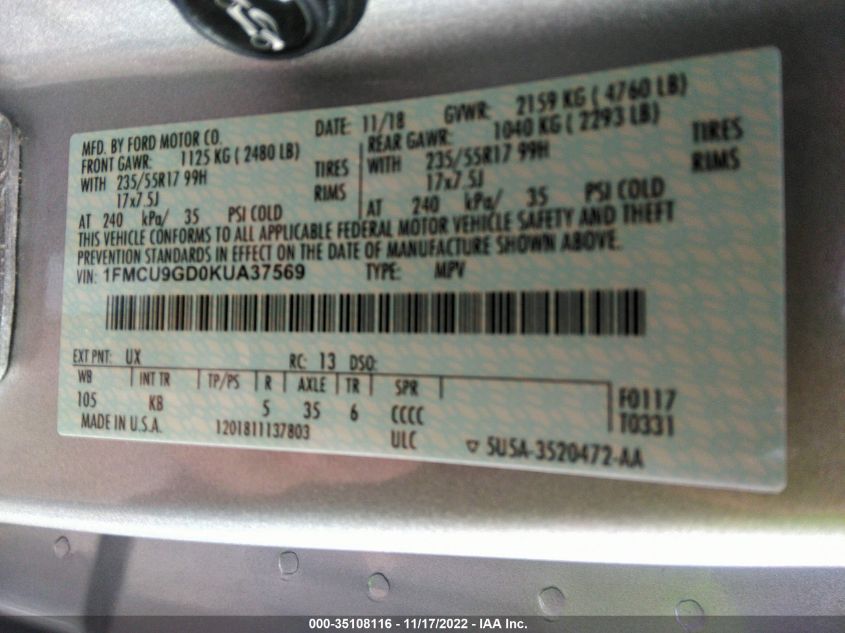 MFD. BY FORD MOTOR CO. DATE: 11/18 GVWR: 2159 KG ( 4760 LB)
FRONT GAWR: 1125 KG ( 2480 LB) REAR GAWR: 1040 KG ( 2293 LB)
WITH 235/55R17 99H TIRES WITH 235/55R17 99H TIRES
17x7.5J RIMS 17x7.5J RIMS
AT 240 kPa/ 35 PSI COLD AT 240 kPa/ 35 PSI COLD
THIS VEHICLE CONFORMS TO ALL APPLICABLE FEDERAL MOTOR VEHICLE SAFETY AND THEFT
PREVENTION STANDARDS IN EFFECT ON THE DATE OF MANUFACTURE SHOWN ABOVE.
VIN: 1FMCU9GD0KUA37569 TYPE: MPV
EXT PNT: UX RC: 13 DSO:
WB INT TR TP/PS R AXLE TR SPR F0117
105 KB 5 35 6 CCCC T0331
MADE IN U.S.A. 1201811137803 ULC 5U5A-3520472-AA
000-35108116 - 11/17/2022 - IAA Inc.